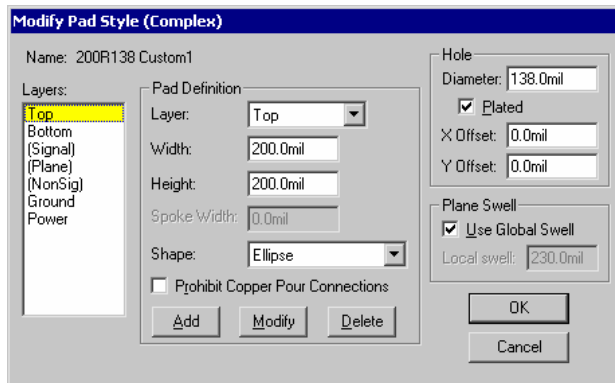 Modify Pad Style (Complex)
Name: 200R138 Custom1
Layers:
Top
Bottom
(Signal)
(Plane)
(NonSig)
Ground
Power
Pad Definition
Layer: Top
Width: 200.0mil
Height: 200.0mil
Spoke Width: 0.0mil
Shape: Ellipse
Prohibit Copper Pour Connections
Add Modify Delete
Hole
Diameter: 138.0mil
Plated
X Offset: 0.0mil
Y Offset: 0.0mil
Plane Swell
Use Global Swell
Local swell: 230.0mil
OK
Cancel